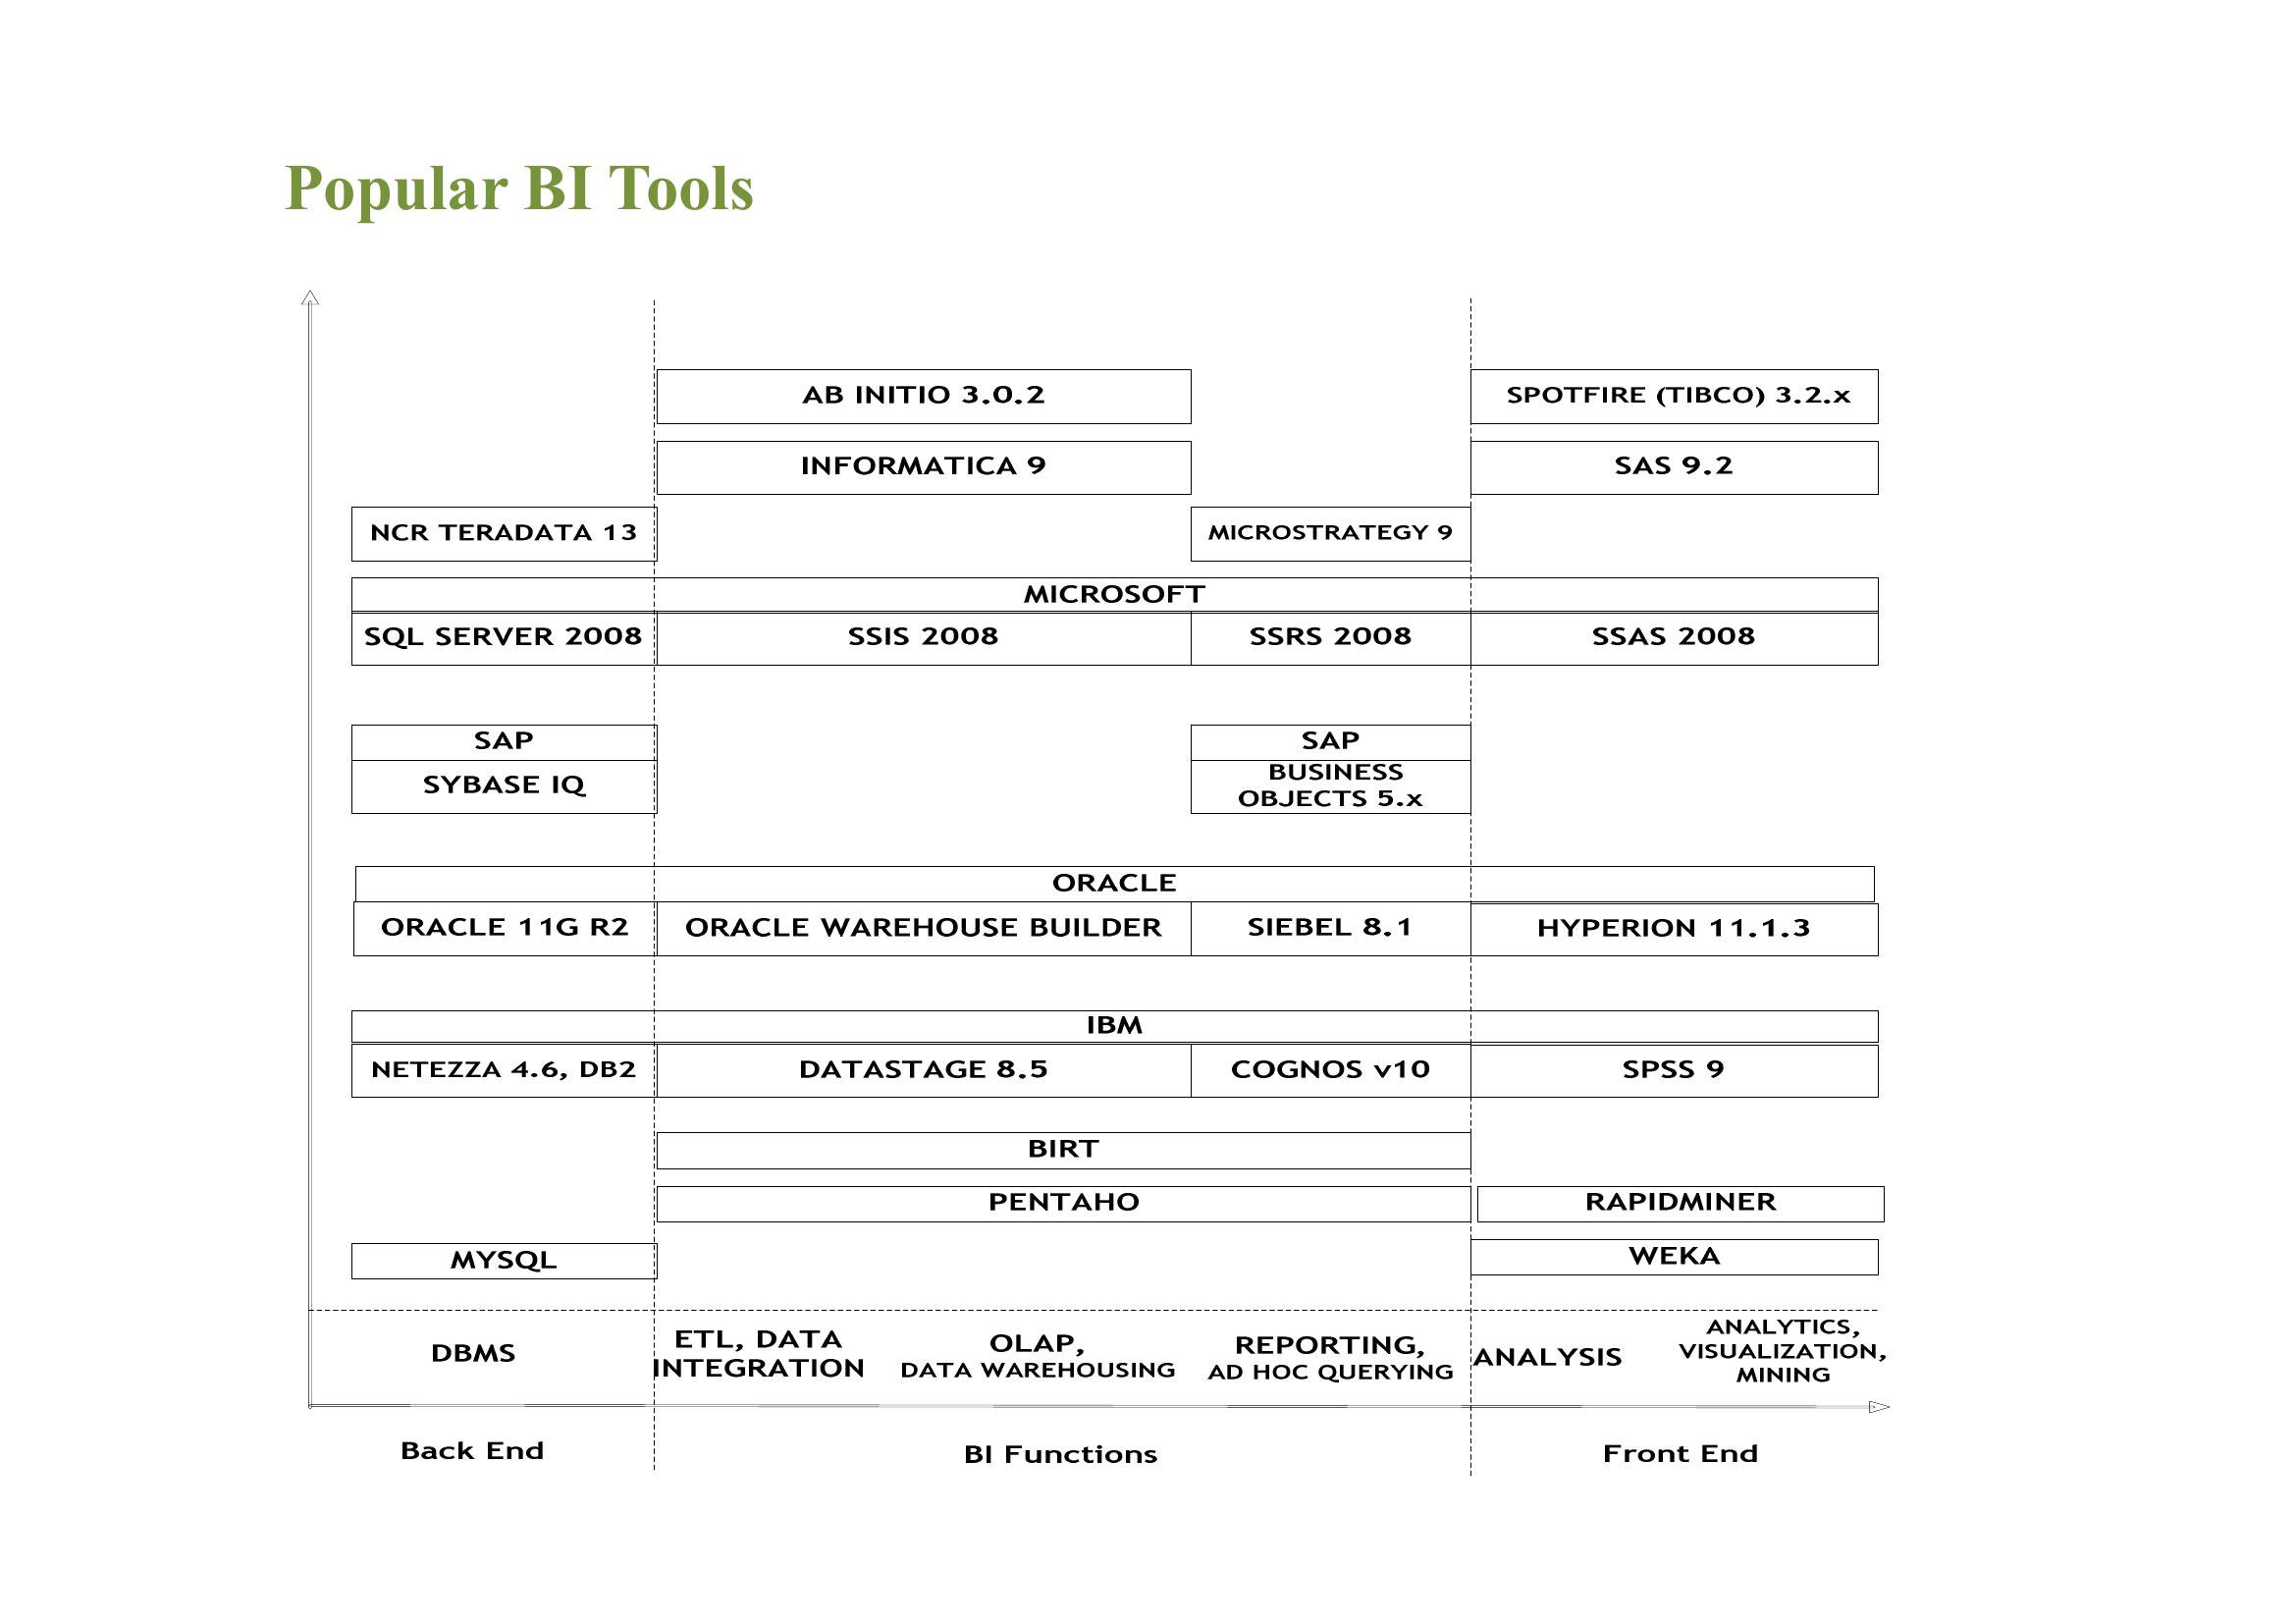 Popular BI Tools
AB INITIO 3.0.2
SPOTFIRE (TIBCO) 3.2.x
INFORMATICA 9
SAS 9.2
NCR TERADATA 13
MICROSTRATEGY 9
MICROSOFT
SQL SERVER 2008
SSIS 2008
SSRS 2008
SSAS 2008
SAP
SYBASE IQ
SAP
BUSINESS
OBJECTS 5.x
ORACLE
ORACLE 11G R2
ORACLE WAREHOUSE BUILDER
SIEBEL 8.1
HYPERION 11.1.3
IBM
NETEZZA 4.6, DB2
DATASTAGE 8.5
COGNOS v10
SPSS 9
BIRT
PENTAHO
RAPIDMINER
MYSQL
WEKA
DBMS
ETL, DATA
INTEGRATION
OLAP,
DATA WAREHOUSING
REPORTING,
AD HOC QUERYING
ANALYSIS
ANALYTICS,
VISUALIZATION,
MINING
Back End
BI Functions
Front End